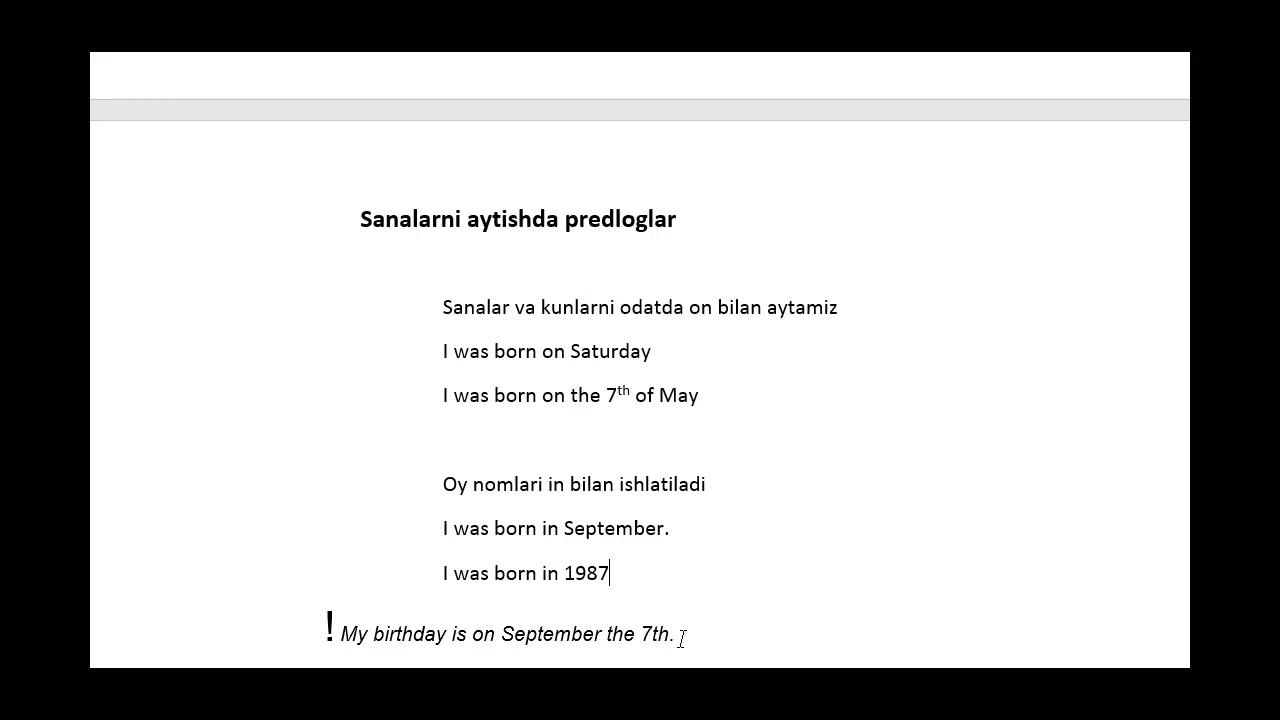 Sanalarni aytishda predloglar
Sanalar va kunlarni odatda on bilan aytamiz
I was born on Saturday
I was born on the 7th of May
Oy nomlari in bilan ishlatiladi
I was born in September.
I was born in 1987
! My birthday is on September the 7th.